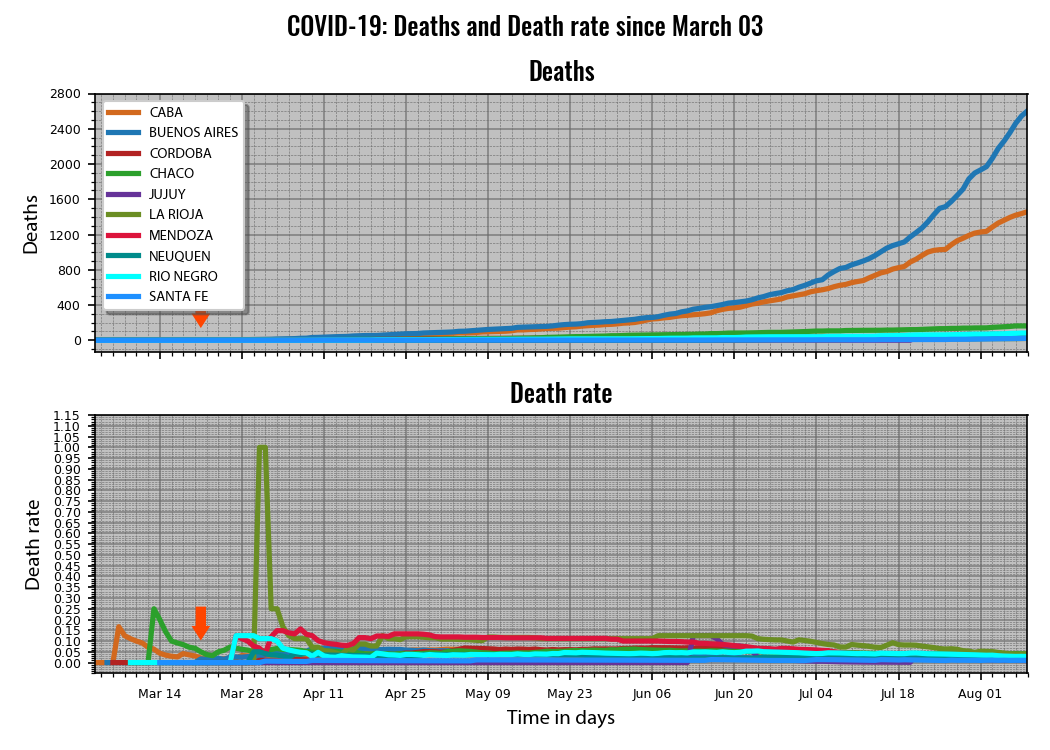 COVID-19: Deaths and Death rate since March 03
Deaths
2800
2400
2000
1600
1200
800
400
0
Deaths
CABA
BUENOS AIRES
CORDOBA
CHACO
JUJUY
LA RIOJA
MENDOZA
NEUQUEN
RIO NEGRO
SANTA FE
Death rate
1.15
1.10
1.05
1.00
0.95
0.90
0.85
0.80
0.75
0.70
0.65
0.60
0.55
0.50
0.45
0.40
0.35
0.30
0.25
0.20
0.15
0.10
0.05
0.00
Death rate
Mar 14 Mar 28 Apr 11 Apr 25 May 09 May 23 Jun 06 Jun 20 Jul 04 Jul 18 Aug 01
Time in days